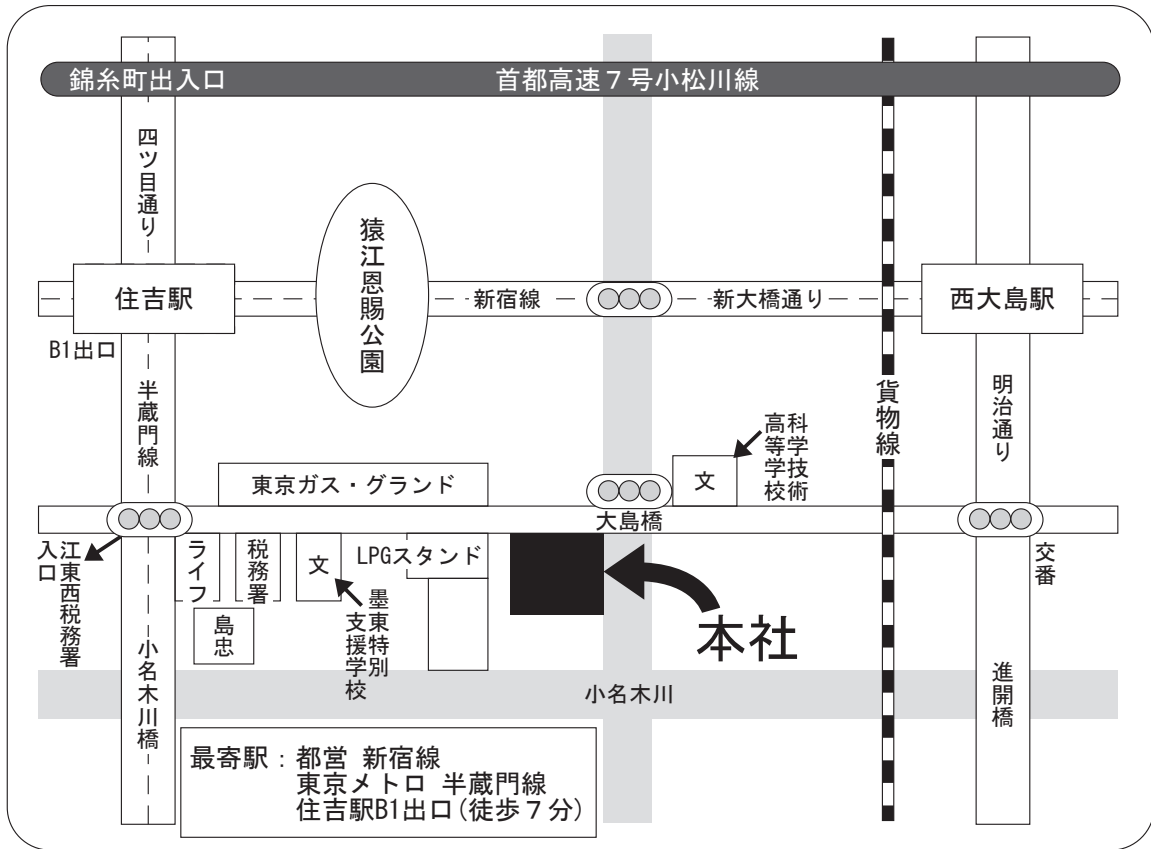 錦糸町出入口
首都高速７号小松川線
四ツ目通り
猿江恩賜公園
住吉駅
新宿線
新大橋通り
西大島駅
B1出口
半蔵門線
貨物線
明治通り
科学技術
高等学校
東京ガス・グランド
文
大島橋
江東西税務署
入口
ライフ
税務署
文
LPGスタンド
交番
島忠
墨東特別
支援学校
本社
小名木川橋
小名木川
進開橋
最寄駅：都営 新宿線
東京メトロ 半蔵門線
住吉駅B1出口(徒歩７分)